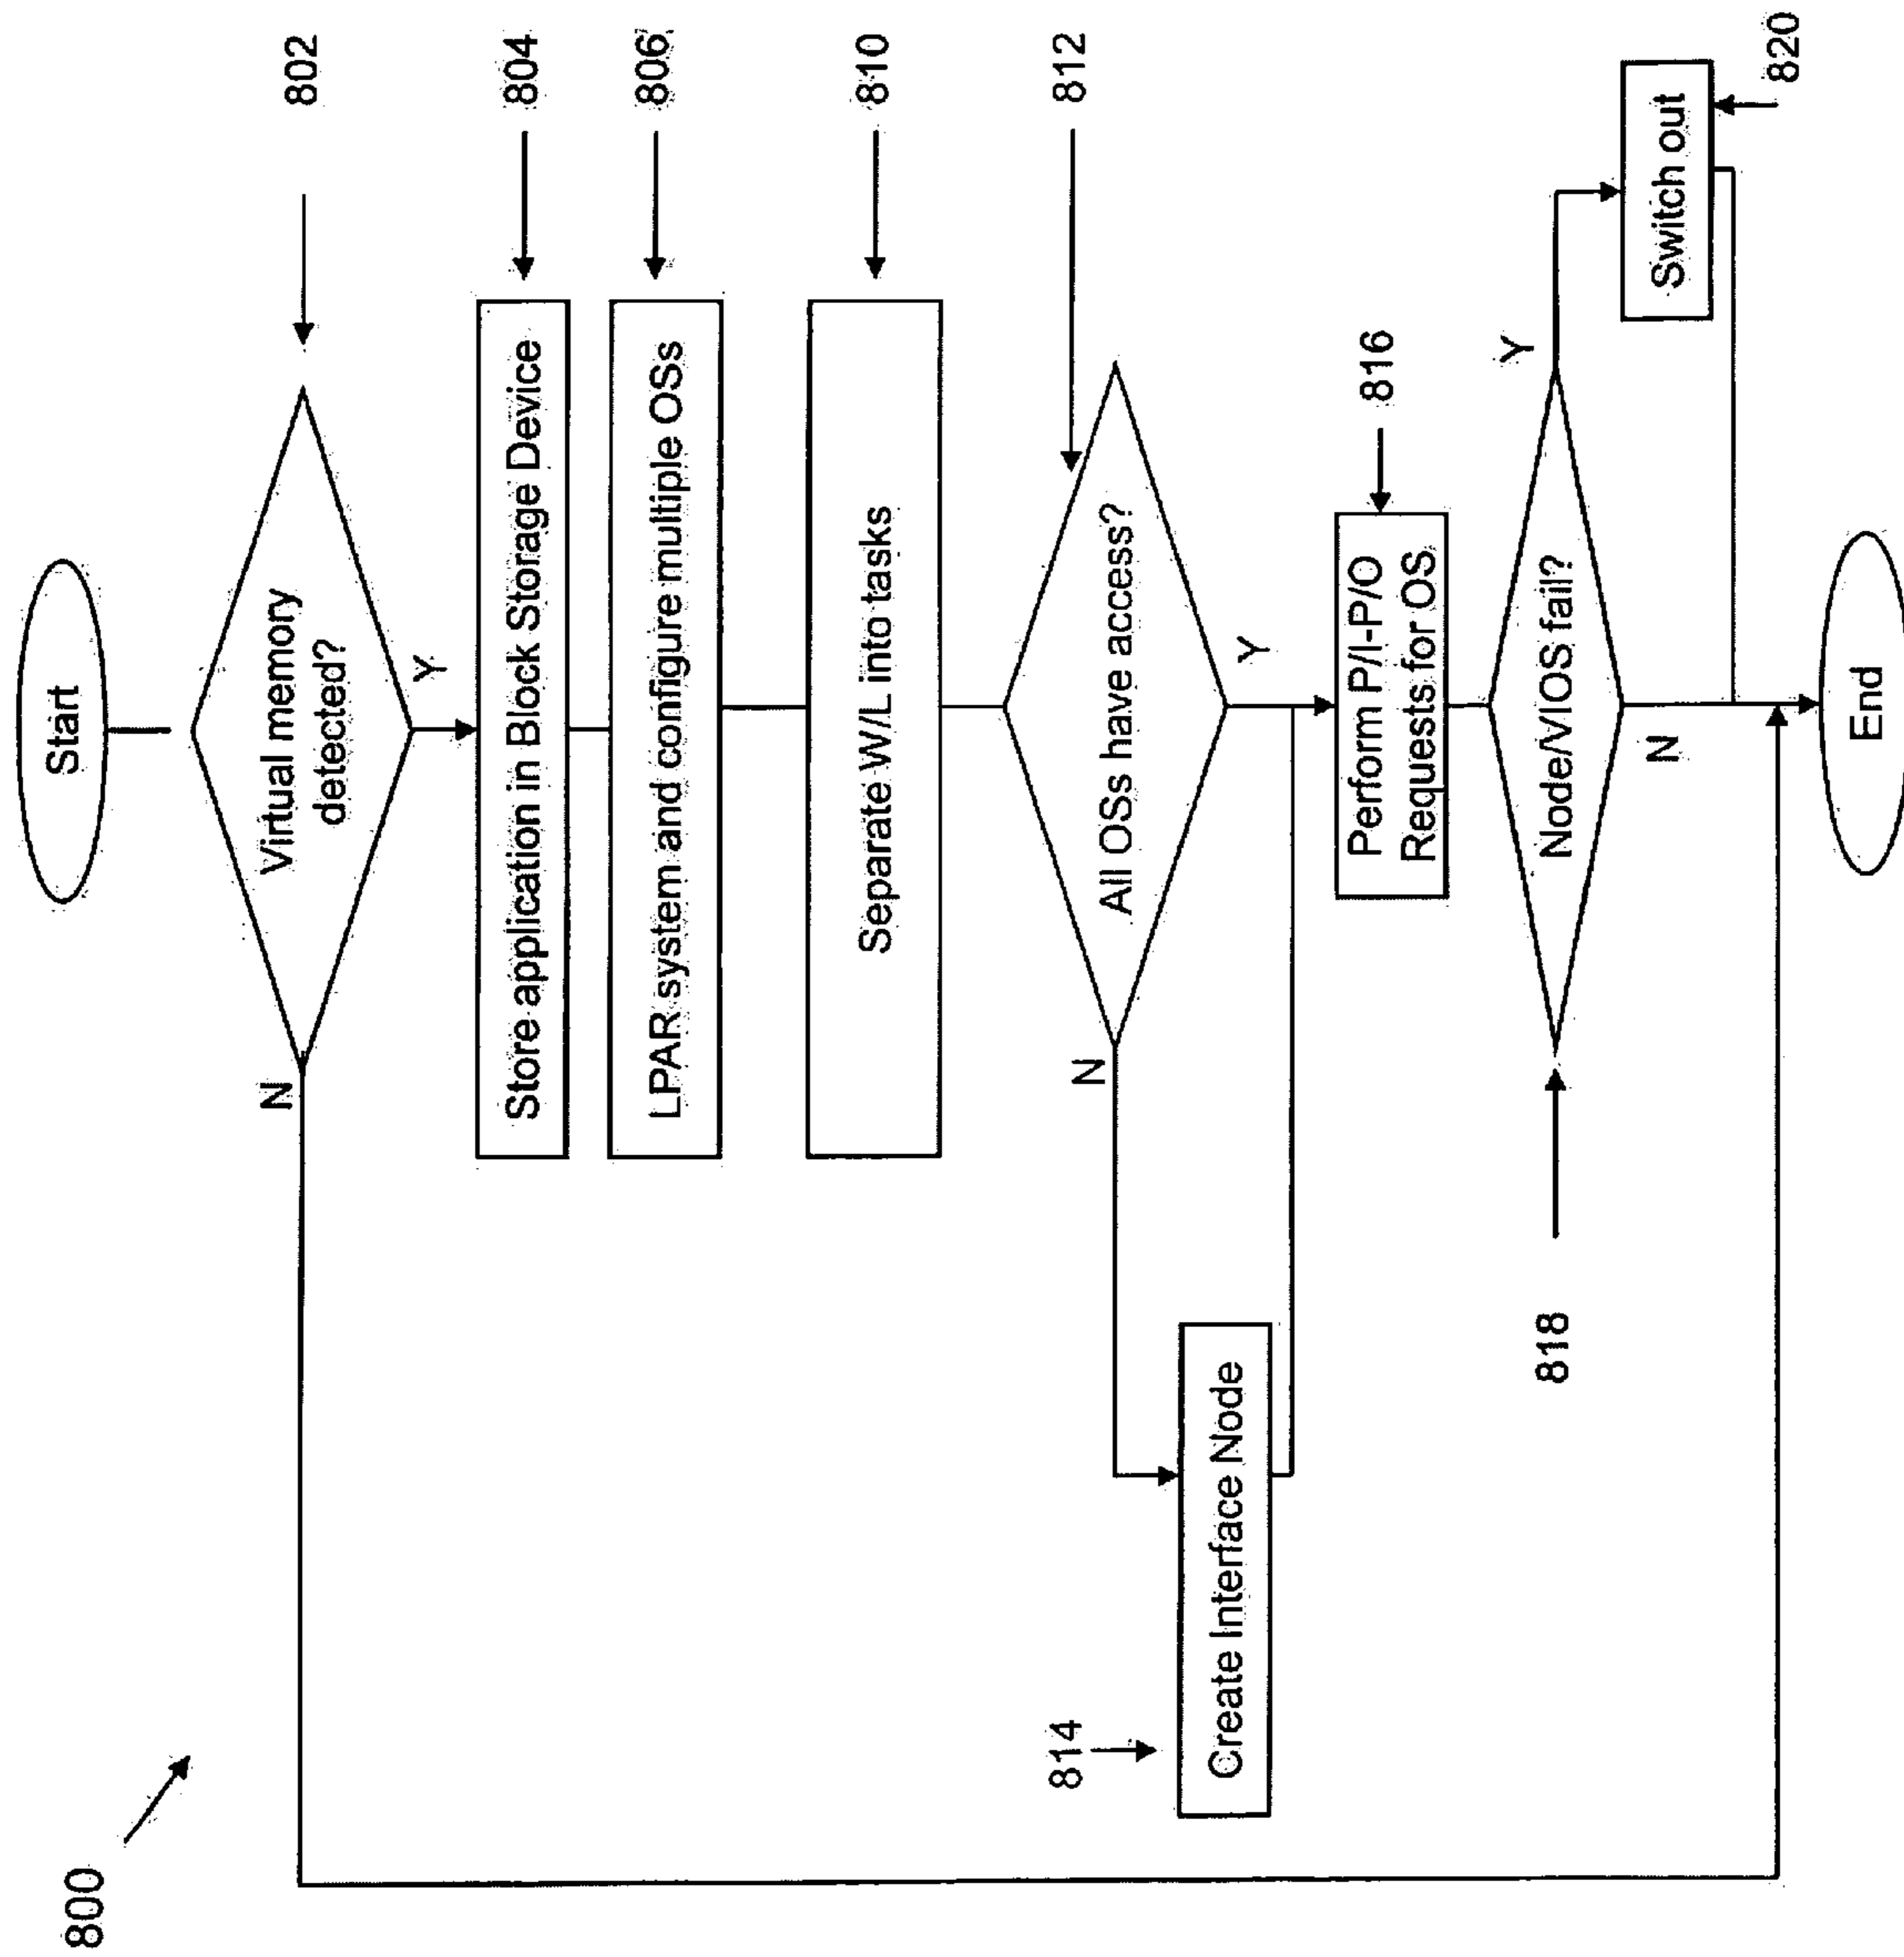 800
Start
802
Virtual memory
detected?
N
Y
804
Store application in Block Storage Device
806
LPAR system and configure multiple OSs
810
Separate W/L into tasks
812
All OSs have access?
N
Y
814
Create Interface Node
816
Perform P/I-P/O
Requests for OS
818
Node/VIOS fail?
Y
N
Switch out
820
End